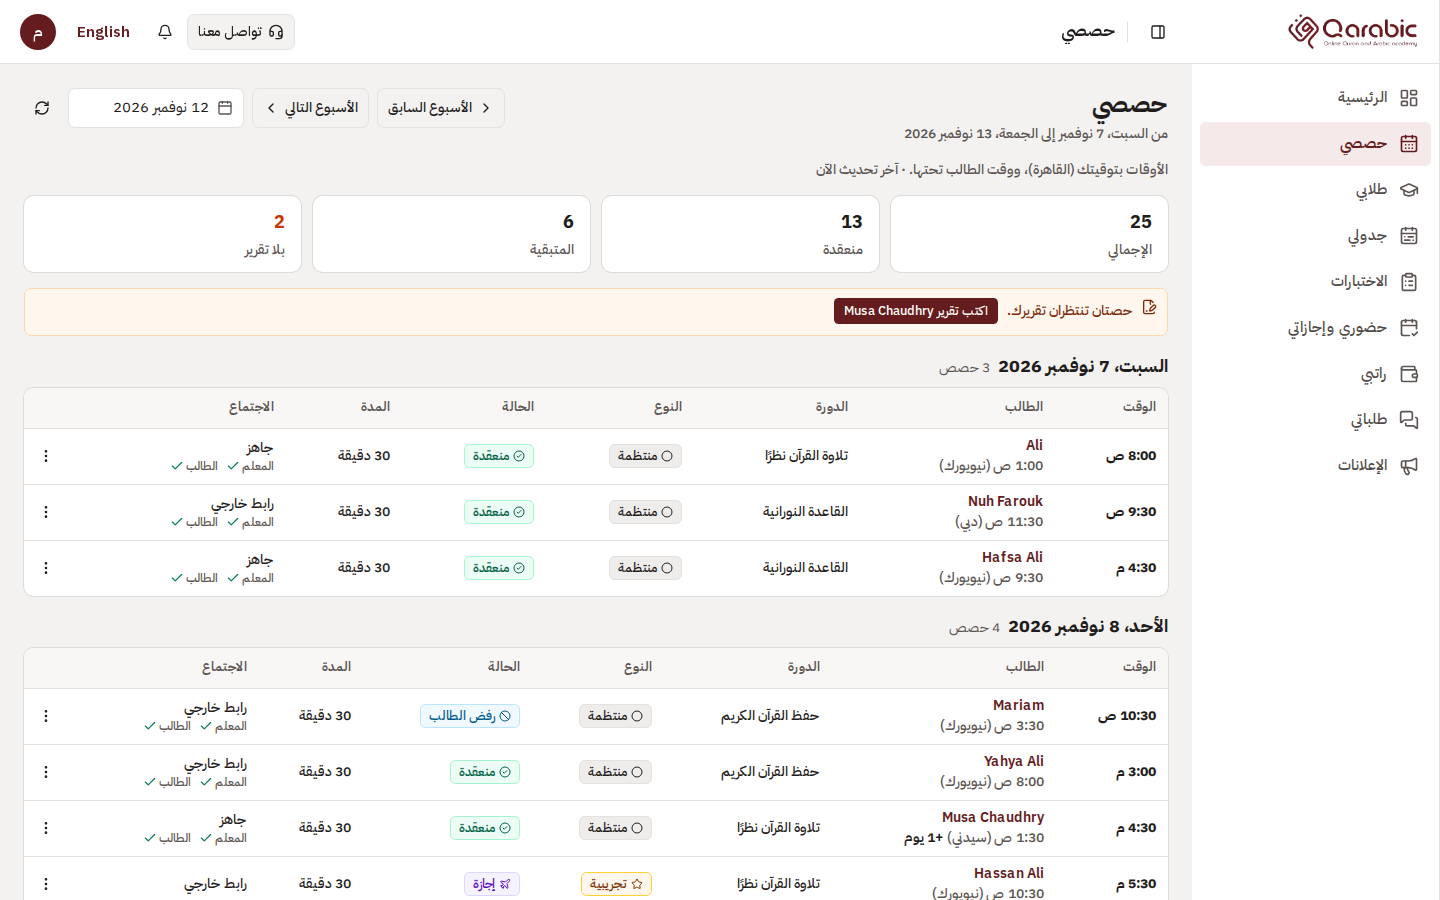 Qarabic
Online Quran and Arabic academy
حصصي
تواصل معنا
English
م
الرئيسية
حصصي
طلابي
جدولي
الاختبارات
حضوري وإجازاتي
راتبي
طلباتي
الإعلانات
حصصي
من السبت، 7 نوفمبر إلى الجمعة، 13 نوفمبر 2026
الأسبوع السابق
الأسبوع التالي
12 نوفمبر 2026
الأوقات بتوقيتك (القاهرة)، ووقت الطالب تحتها. · آخر تحديث الآن
25
الإجمالي
13
منعقدة
6
المتبقية
2
بلا تقرير
حصتان تنتظران تقريرك. اكتب تقرير Musa Chaudhry
السبت، 7 نوفمبر 2026 3 حصص
الوقت الطالب الدورة النوع الحالة المدة الاجتماع
8:00 ص Ali تلاوة القرآن نظرًا منتظمة منعقدة 30 دقيقة جاهز
1:00 ص (نيويورك) المعلم الطالب
9:30 ص Nuh Farouk القاعدة النورانية منتظمة منعقدة 30 دقيقة رابط خارجي
11:30 ص (دبي) المعلم الطالب
4:30 م Hafsa Ali القاعدة النورانية منتظمة منعقدة 30 دقيقة جاهز
9:30 ص (نيويورك) المعلم الطالب
الأحد، 8 نوفمبر 2026 4 حصص
الوقت الطالب الدورة النوع الحالة المدة الاجتماع
10:30 ص Mariam حفظ القرآن الكريم منتظمة رفض الطالب 30 دقيقة رابط خارجي
3:30 ص (نيويورك) المعلم الطالب
3:00 م Yahya Ali حفظ القرآن الكريم منتظمة منعقدة 30 دقيقة رابط خارجي
8:00 ص (نيويورك) المعلم الطالب
4:30 م Musa Chaudhry تلاوة القرآن نظرًا منتظمة منعقدة 30 دقيقة جاهز
1:30 ص (سيدني) +1 يوم المعلم الطالب
5:30 م Hassan Ali تلاوة القرآن نظرًا تجريبية إجازة 30 دقيقة رابط خارجي
10:30 ص (نيويورك)